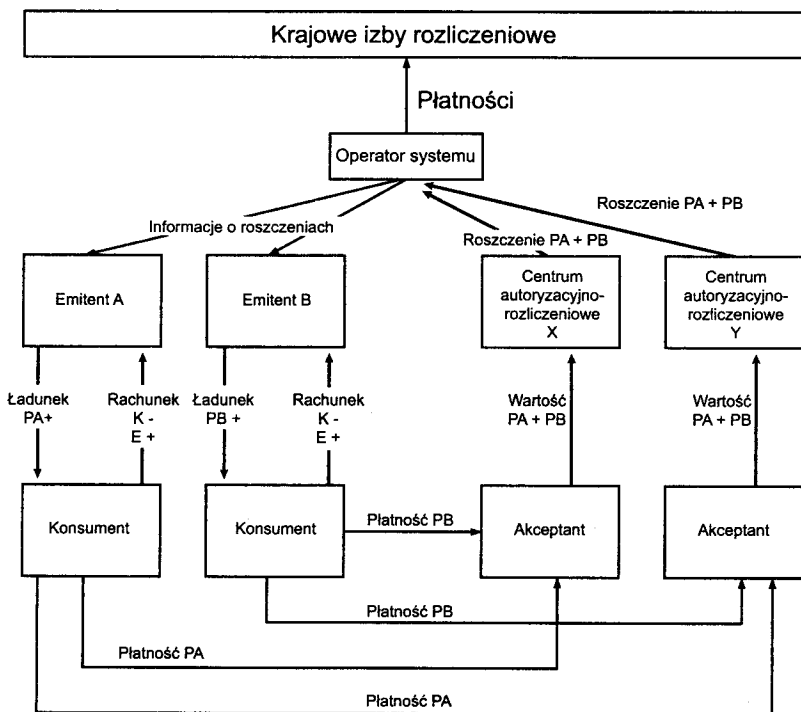 Krajowe izby rozliczeniowe
Płatności
Operator systemu
Roszczenie PA + PB
Informacje o roszczeniach
Roszczenie PA + PB
Emitent A
Emitent B
Centrum
autoryzacyjno-
rozliczeniowe
X
Centrum
autoryzacyjno-
rozliczeniowe
Y
Ładunek
PA+
Rachunek
K -
E +
Ładunek
PB +
Rachunek
K -
E +
Wartość
PA + PB
Wartość
PA + PB
Konsument
Konsument
Płatność PB
Akceptant
Akceptant
Płatność PB
Płatność PA
Płatność PA